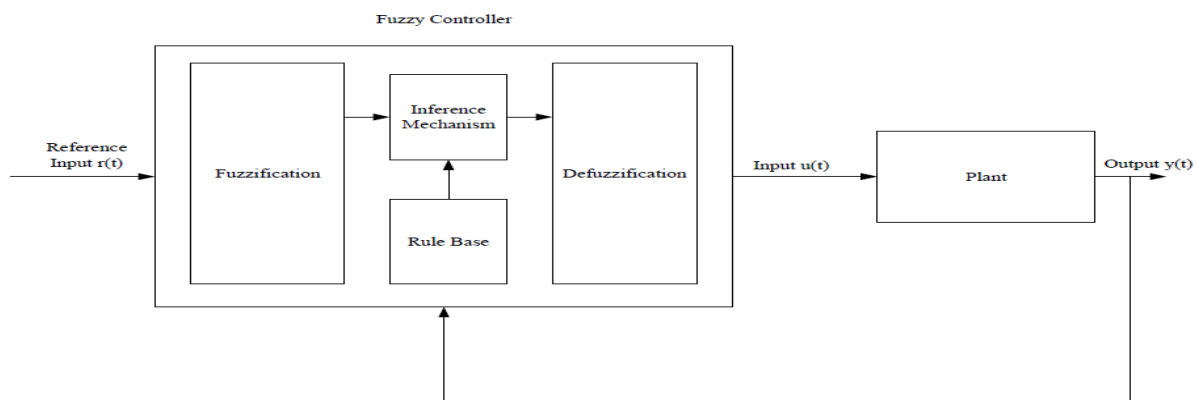 Fuzzy Controller
Reference
Input r(t)
Fuzzification
Inference
Mechanism
Rule Base
Defuzzification
Input u(t)
Plant
Output y(t)